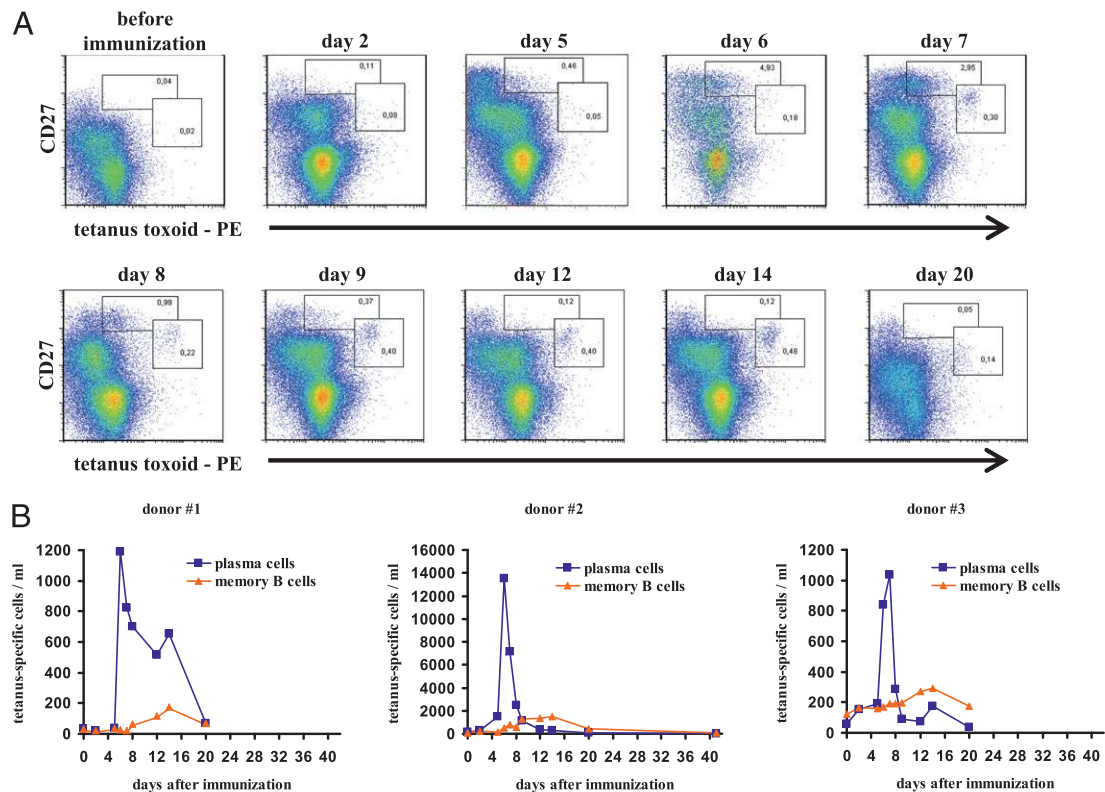 A
before
immunization
day 2
day 5
day 6
day 7
CD27
0,04
0,02
0,11
0,08
0,46
0,05
4,93
0,18
2,95
0,30
tetanus toxoid - PE
day 8
day 9
day 12
day 14
day 20
CD27
0,99
0,22
0,37
0,40
0,12
0,40
0,12
0,48
0,05
0,14
tetanus toxoid - PE
B
donor #1
tetanus-specific cells / ml
1200
1000
800
600
400
200
0
plasma cells
memory B cells
0 4 8 12 16 20 24 28 32 36 40
days after immunization
donor #2
tetanus-specific cells / ml
16000
14000
12000
10000
8000
6000
4000
2000
0
plasma cells
memory B cells
0 4 8 12 16 20 24 28 32 36 40
days after immunization
donor #3
tetanus-specific cells / ml
1200
1000
800
600
400
200
0
plasma cells
memory B cells
0 4 8 12 16 20 24 28 32 36 40
days after immunization